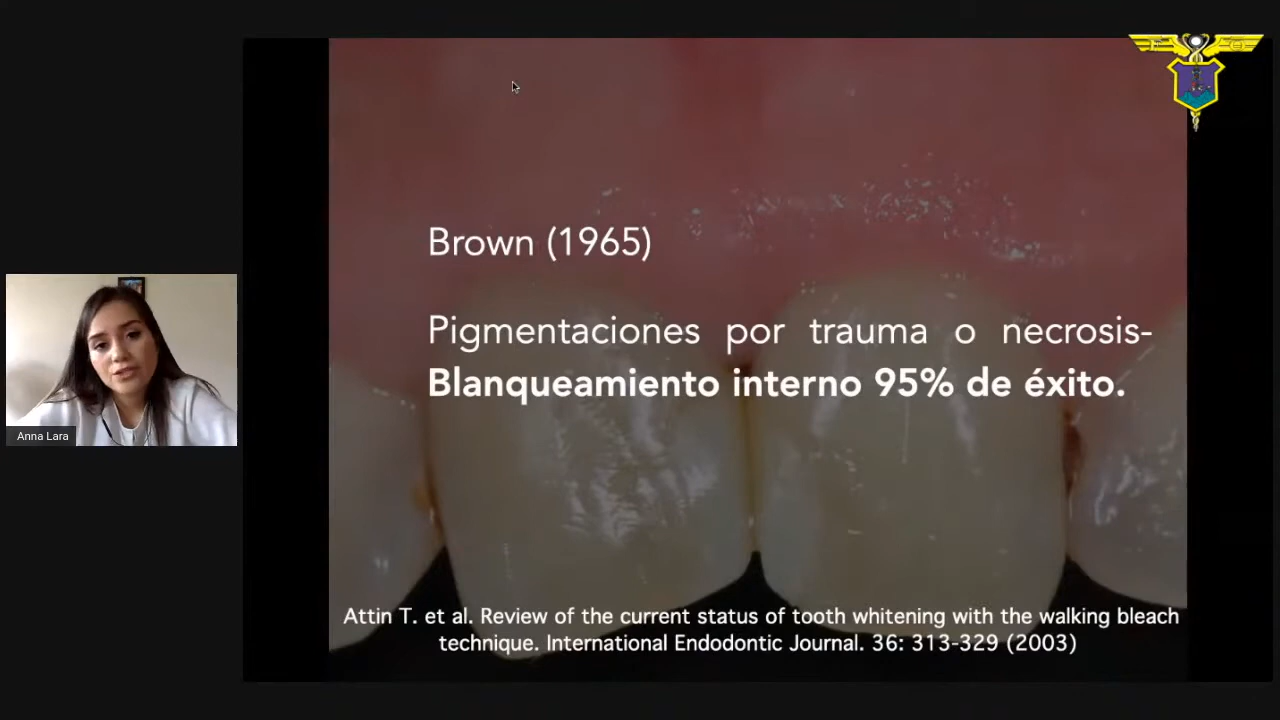 Brown (1965)
Pigmentaciones por trauma o necrosis-
Blanqueamiento interno 95% de éxito.
Anna Lara
Attin T. et al. Review of the current status of tooth whitening with the walking bleach
technique. International Endodontic Journal. 36: 313-329 (2003)